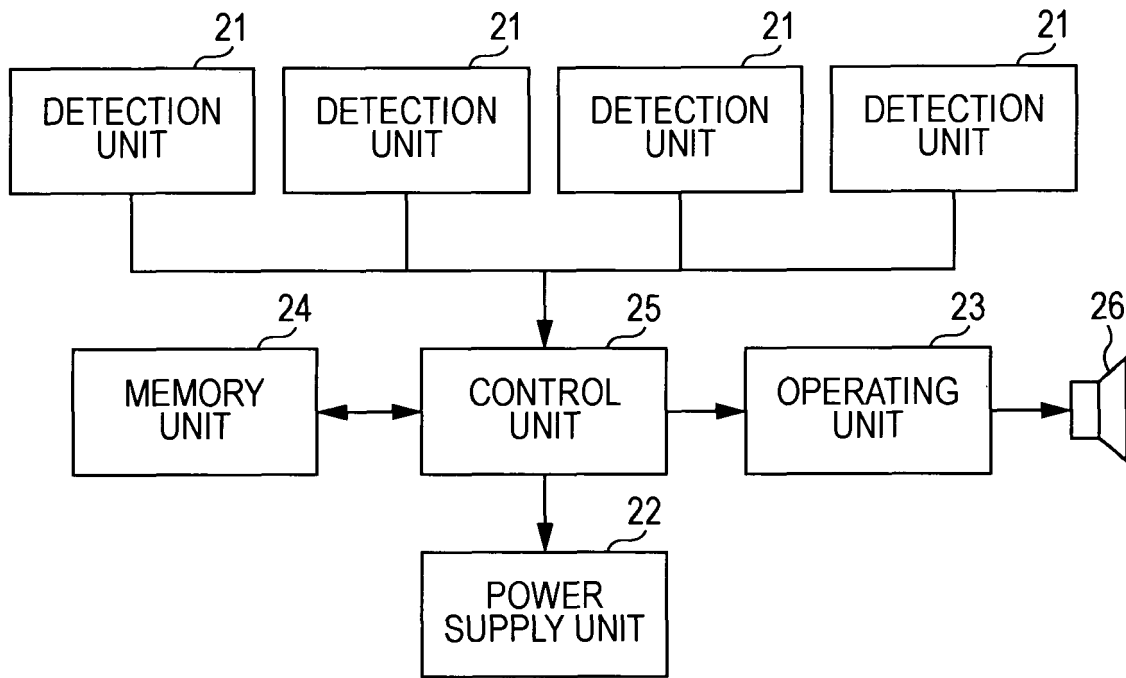 21 21 21 21
DETECTION UNIT
DETECTION UNIT
DETECTION UNIT
DETECTION UNIT
24 25 23 26
MEMORY UNIT
CONTROL UNIT
OPERATING UNIT
22
POWER SUPPLY UNIT